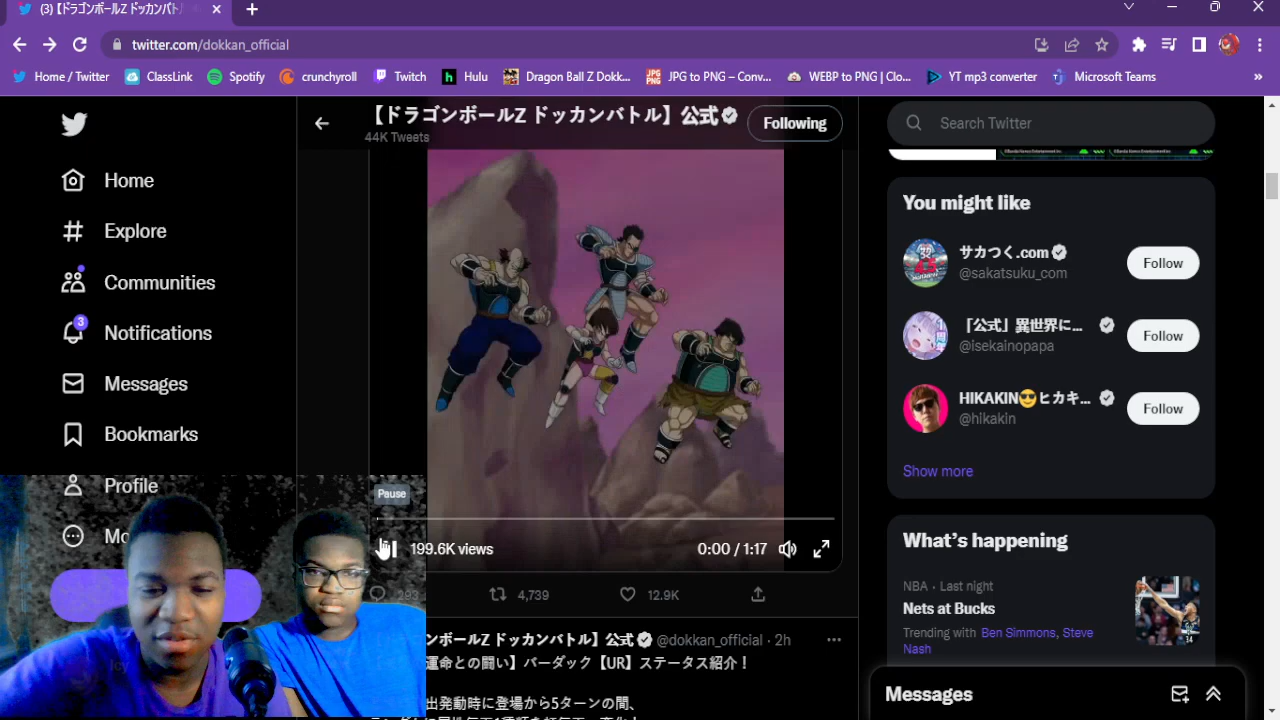 (3)【ドラゴンボールZ ドッカンバトル
twitter.com/dokkan_official
Home / Twitter
ClassLink
Spotify
crunchyroll
Twitch
Hulu
Dragon Ball Z Dokk...
JPG to PNG – Conv...
WEBP to PNG | Clo...
YT mp3 converter
Microsoft Teams
»
Home
Explore
Communities
3
Notifications
Messages
Bookmarks
Profile
Mo
Icy
【ドラゴンボールZ ドッカンバトル】公式
44K Tweets
Following
Pause
199.6K views
0:00 / 1:17
293
4,739
12.9K
ンボールZ ドッカンバトル】公式 @dokkan_official · 2h
運命との闘い】バーダック【UR】ステータス紹介！
出発動時に登場から5ターンの間、
Search Twitter
You might like
サカつく.com
@sakatsuku_com
Follow
「公式」異世界に...
@isekainopapa
Follow
HIKAKIN😎ヒカキ...
@hikakin
Follow
Show more
What's happening
NBA · Last night
Nets at Bucks
Trending with Ben Simmons, Steve
Nash
Messages